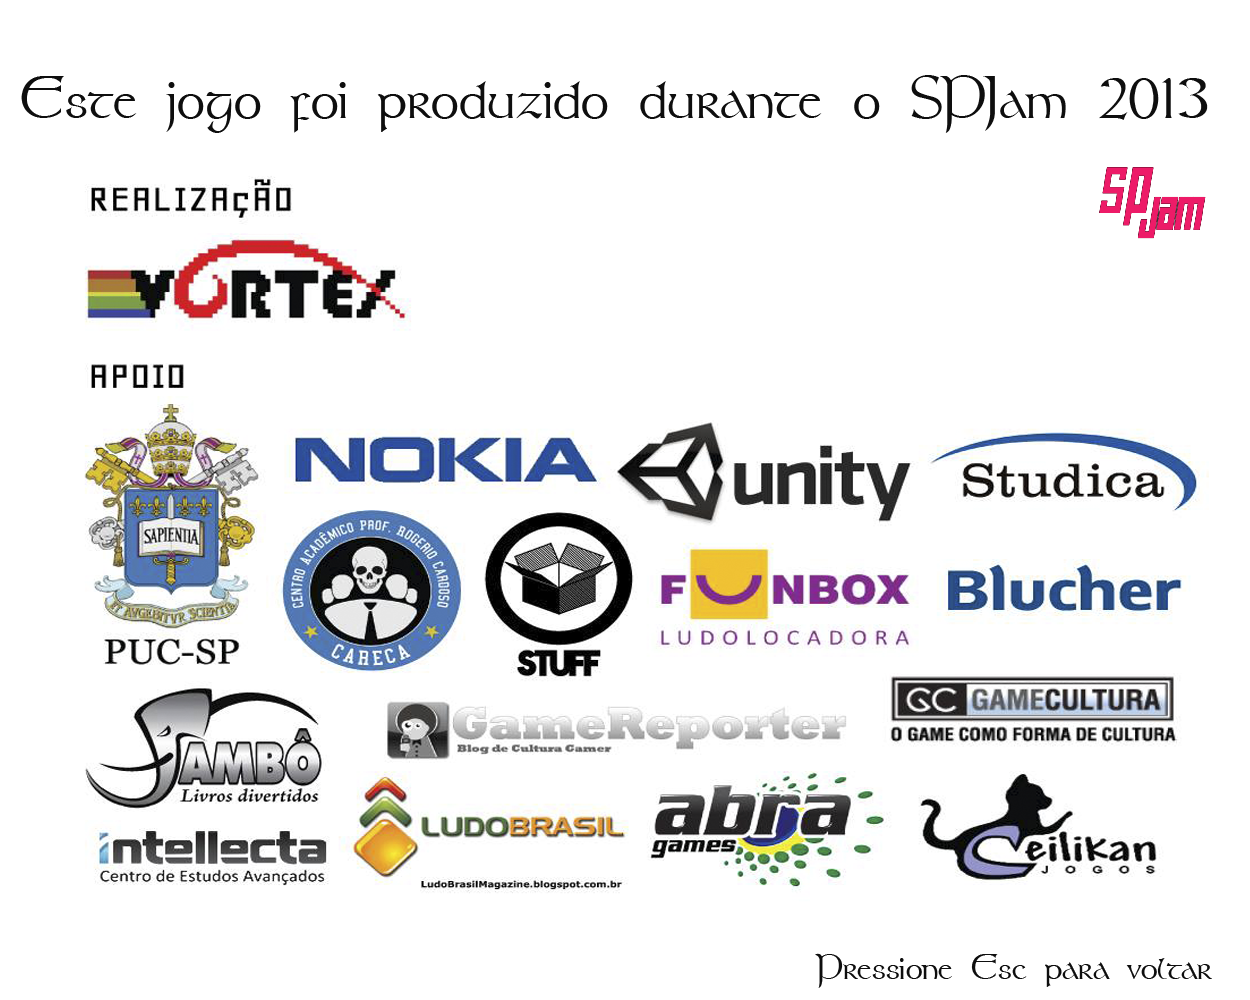 Este jogo foi produzido durante o SPJam 2013
REALIZAÇÃO
SPJam
VORTEX
APOIO
NOKIA
unity
Studica
SAPIENTIA
ET AVGEBITVR SCIENTIA
PUC-SP
CENTRO ACADÊMICO PROF. ROGERIO CARDOSO
CARECA
STUFF
FUNBOX
LUDOLOCADORA
Blucher
JAMBÔ
Livros divertidos
GameReporter
Blog de Cultura Gamer
GC GAMECULTURA
O GAME COMO FORMA DE CULTURA
intellecta
Centro de Estudos Avançados
LUDOBRASIL
LudoBrasilMagazine.blogspot.com.br
abra
games
Ceilikan
JOGOS
Pressione Esc para voltar